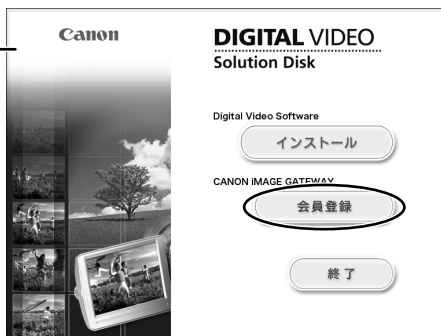 Canon
DIGITAL VIDEO
Solution Disk
Digital Video Software
インストール
CANON iMAGE GATEWAY
会員登録
終了